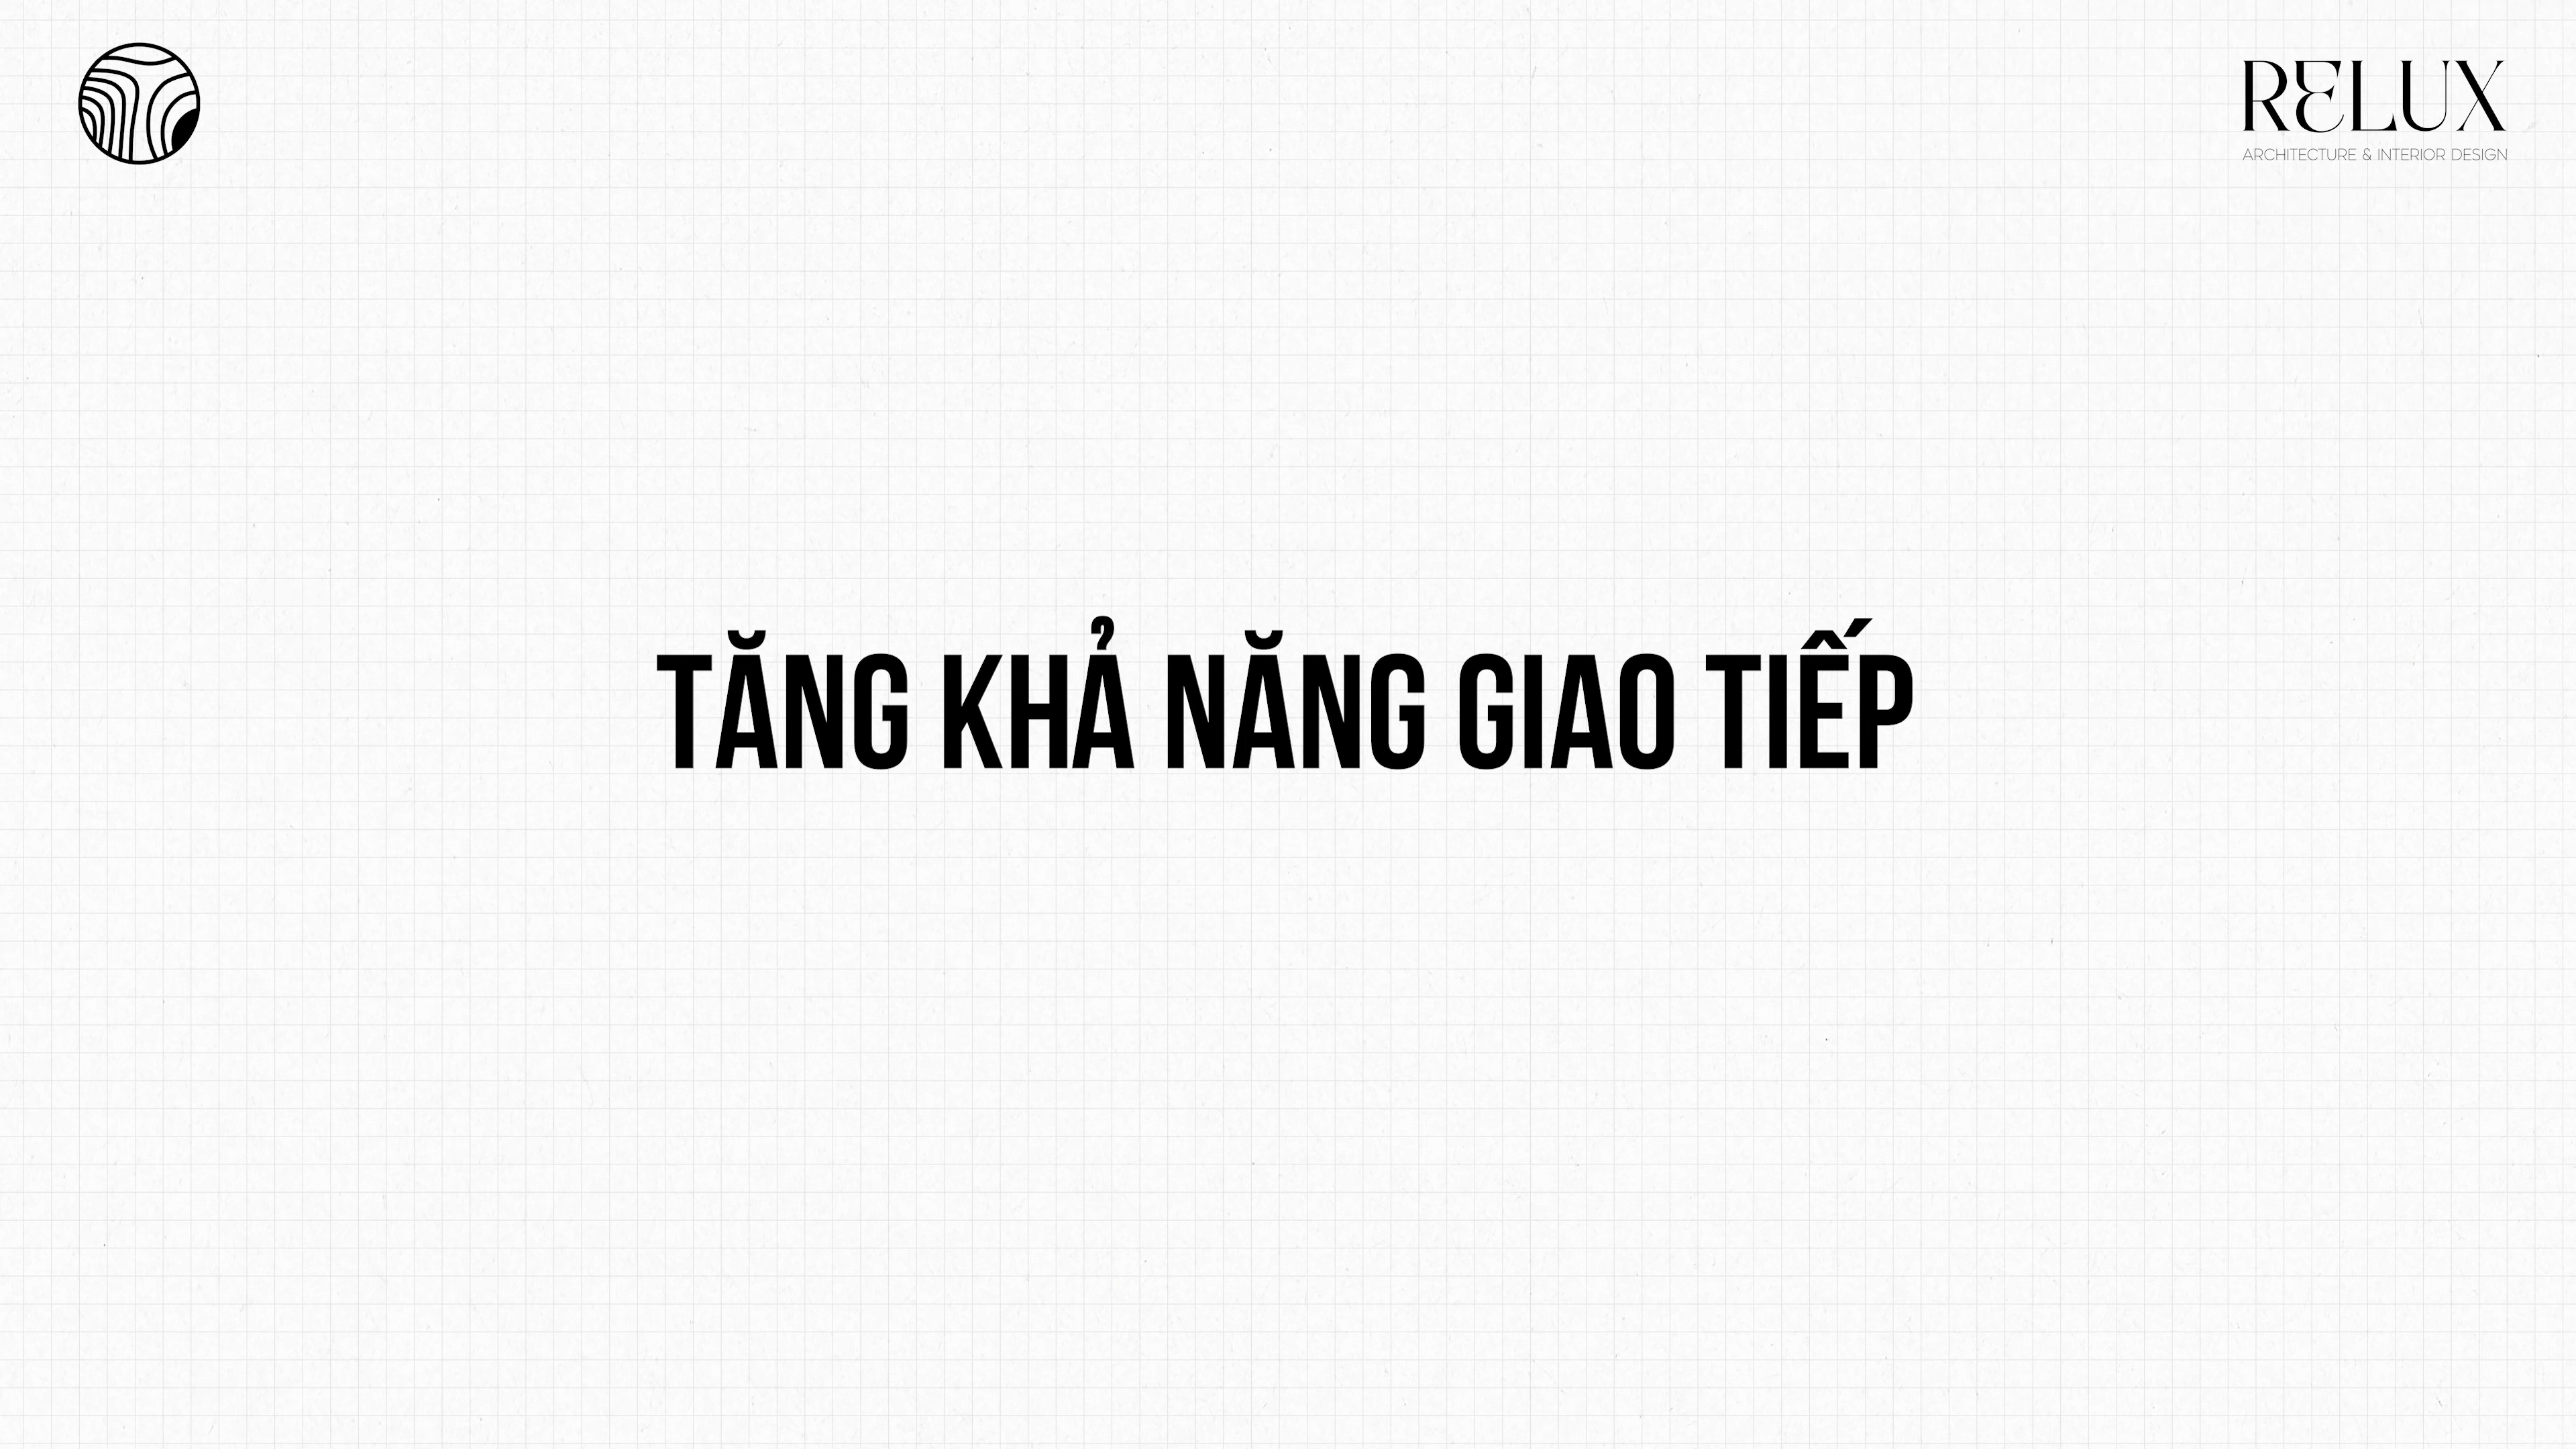 RELUX
ARCHITECTURE & INTERIOR DESIGN
TĂNG KHẢ NĂNG GIAO TIẾP